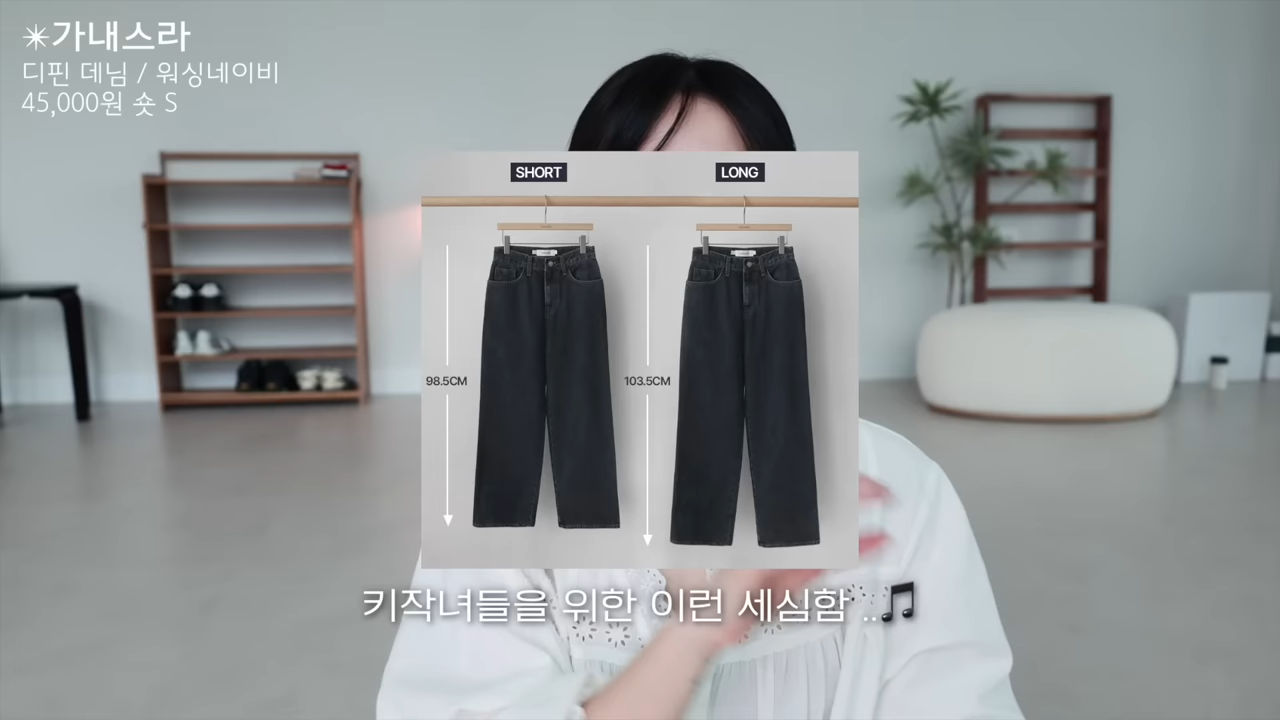 ✴가내스라
디핀 데님 / 워싱네이비
45,000원 숏 S
SHORT
LONG
98.5CM
103.5CM
키작녀들을 위한 이런 세심함 ..🎵